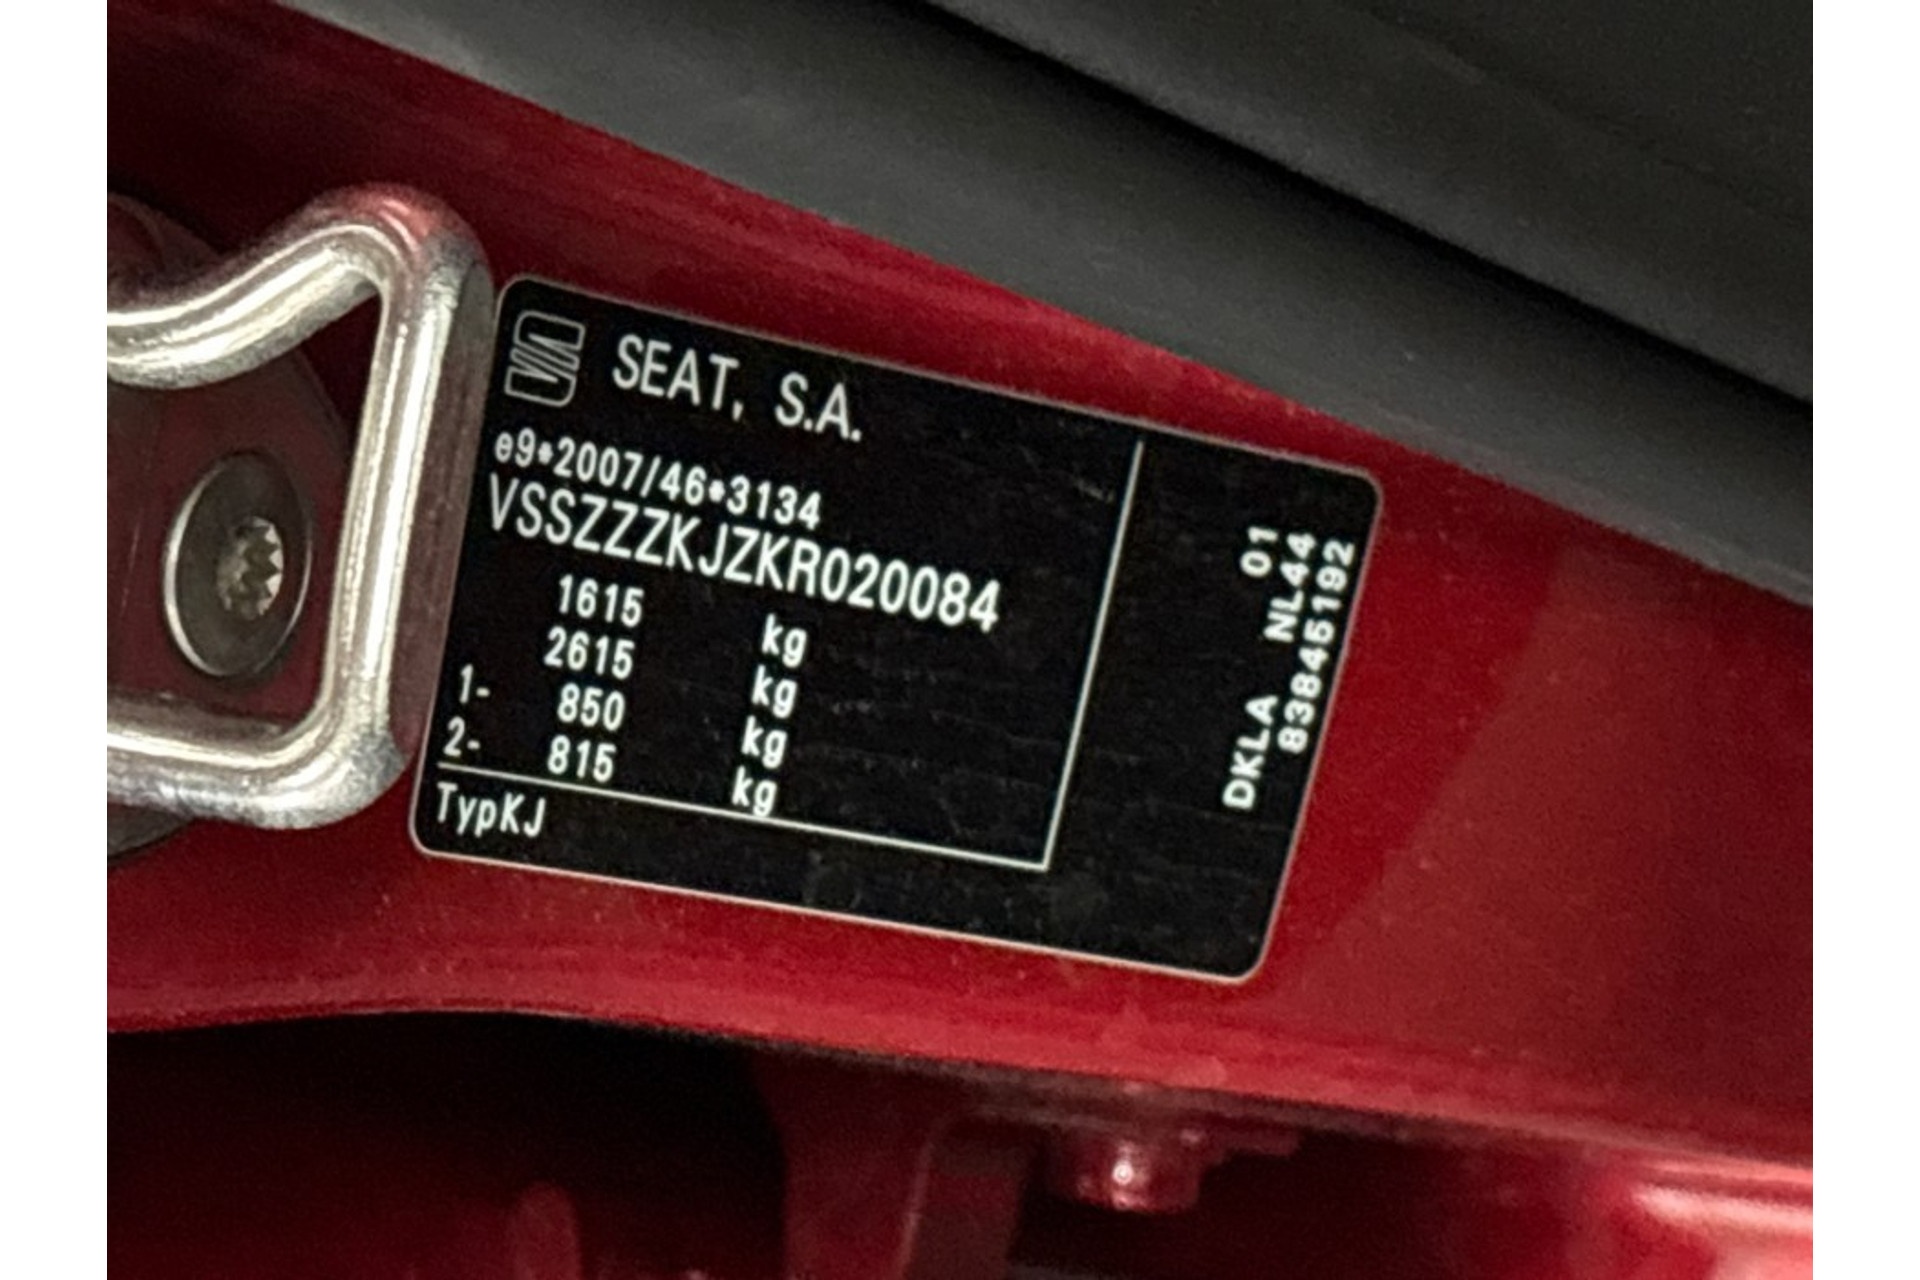 SEAT, S.A.
e9*2007/46*3134
VSSZZZKJZKR020084
1615 kg
2615 kg
1- 850 kg
2- 815 kg
TypKJ
DKLA NL44 01
83845192